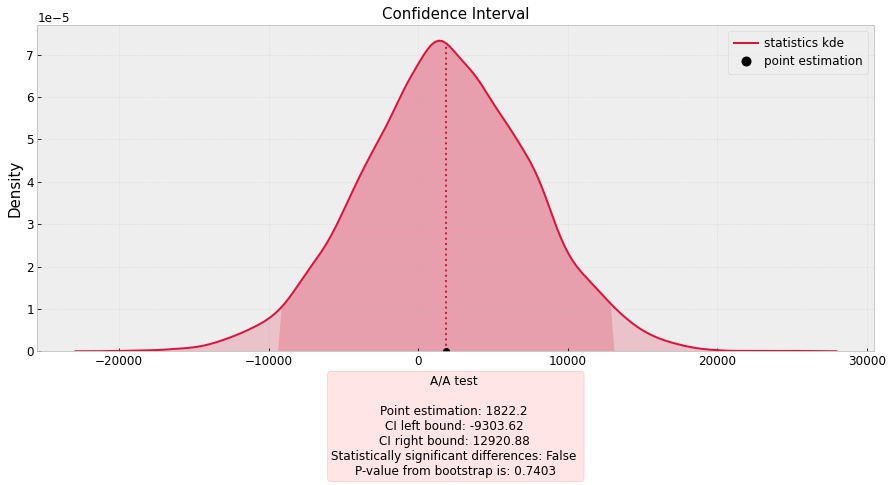 Confidence Interval
1e−5
statistics kde
point estimation
7
6
5
4
3
2
1
0
Density
−20000
−10000
0
10000
20000
30000
A/A test
Point estimation: 1822.2
CI left bound: -9303.62
CI right bound: 12920.88
Statistically significant differences: False
P-value from bootstrap is: 0.7403